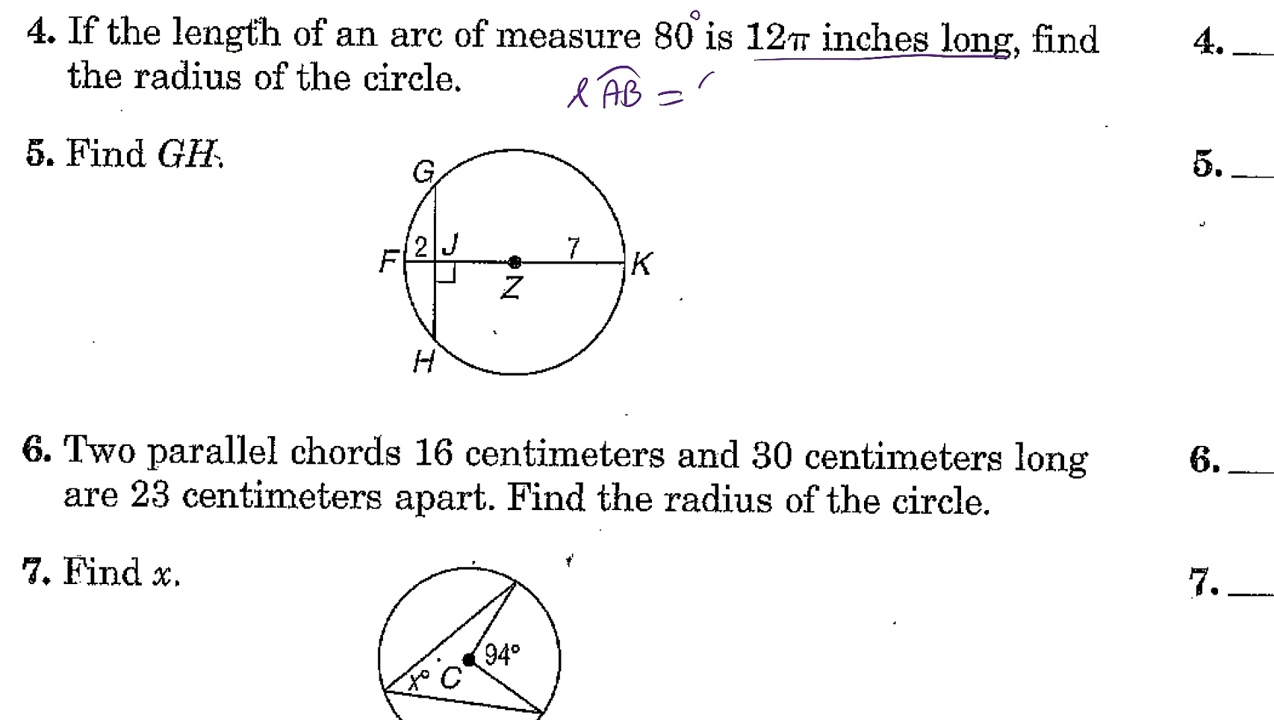 4. If the length of an arc of measure 80° is 12π inches long, find 4.
the radius of the circle.
ℓ AB = (
5. Find GH. 5.
G
F 2 J 7 K
Z
H
6. Two parallel chords 16 centimeters and 30 centimeters long 6.
are 23 centimeters apart. Find the radius of the circle.
7. Find x. 7.
94°
x° C